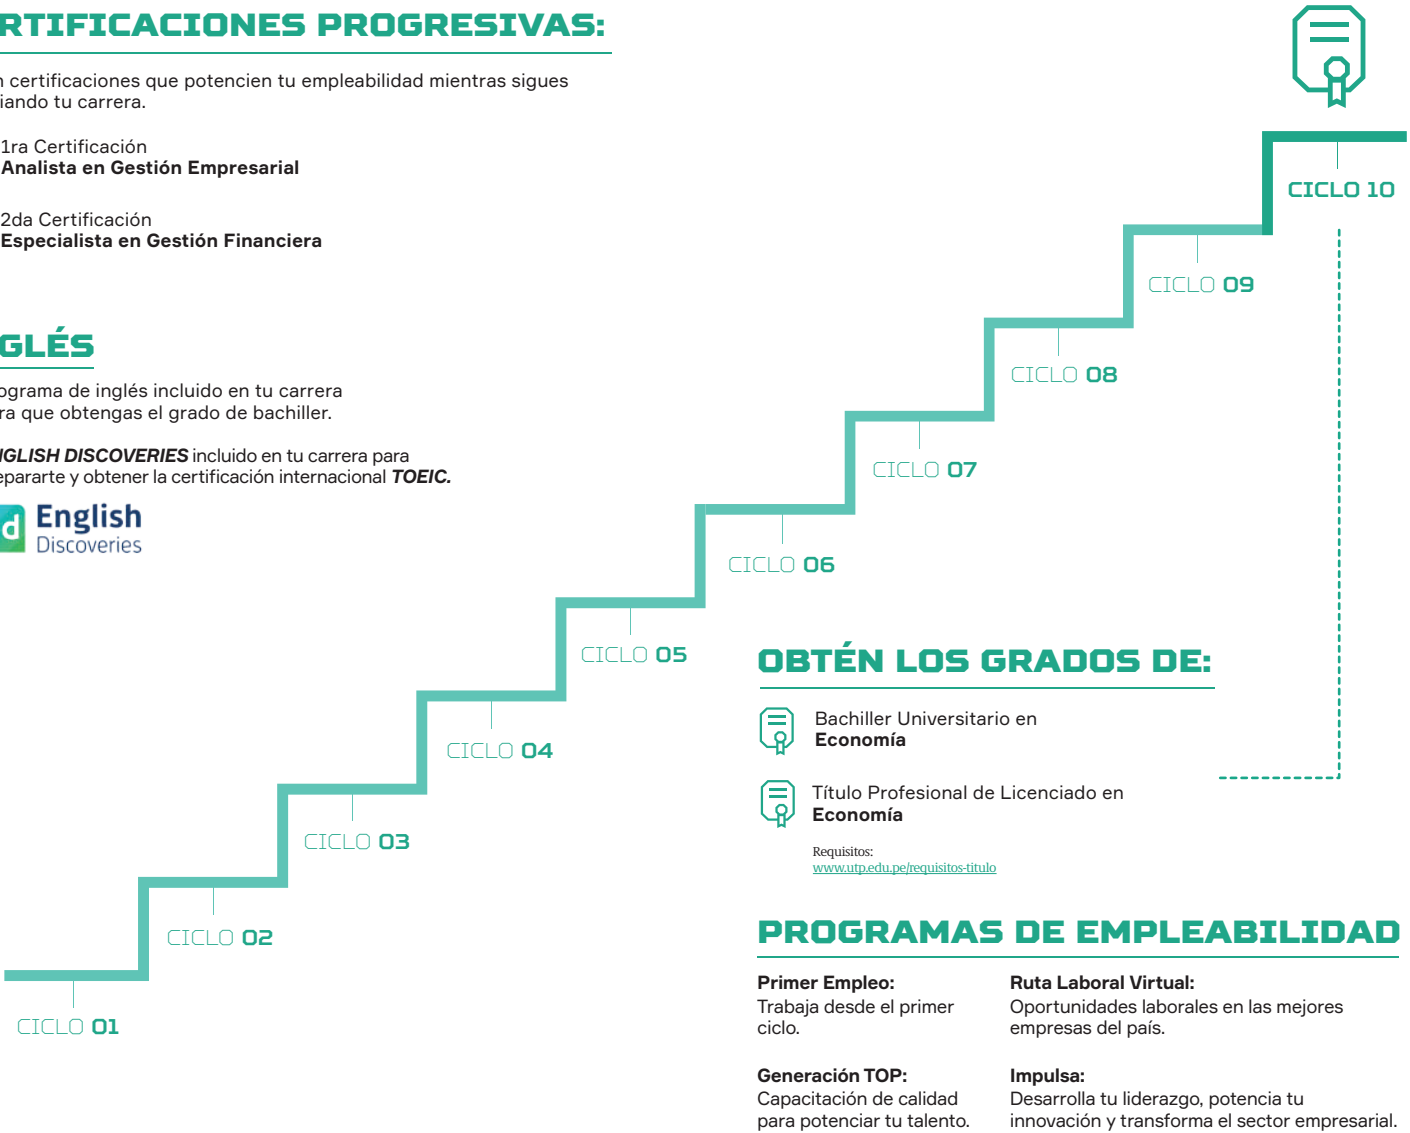 RTIFICACIONES PROGRESIVAS:
n certificaciones que potencien tu empleabilidad mientras sigues
iando tu carrera.
1ra Certificación
Analista en Gestión Empresarial
2da Certificación
Especialista en Gestión Financiera
GLÉS
ograma de inglés incluido en tu carrera
ra que obtengas el grado de bachiller.
NGLISH DISCOVERIES incluido en tu carrera para
epararte y obtener la certificación internacional TOEIC.
d English
Discoveries
CICLO 10
CICLO 09
CICLO 08
CICLO 07
CICLO 06
CICLO 05
CICLO 04
CICLO 03
CICLO 02
CICLO 01
OBTÉN LOS GRADOS DE:
Bachiller Universitario en
Economía
Título Profesional de Licenciado en
Economía
Requisitos:
www.utp.edu.pe/requisitos-titulo
PROGRAMAS DE EMPLEABILIDAD
Primer Empleo:
Trabaja desde el primer
ciclo.
Ruta Laboral Virtual:
Oportunidades laborales en las mejores
empresas del país.
Generación TOP:
Capacitación de calidad
para potenciar tu talento.
Impulsa:
Desarrolla tu liderazgo, potencia tu
innovación y transforma el sector empresarial.